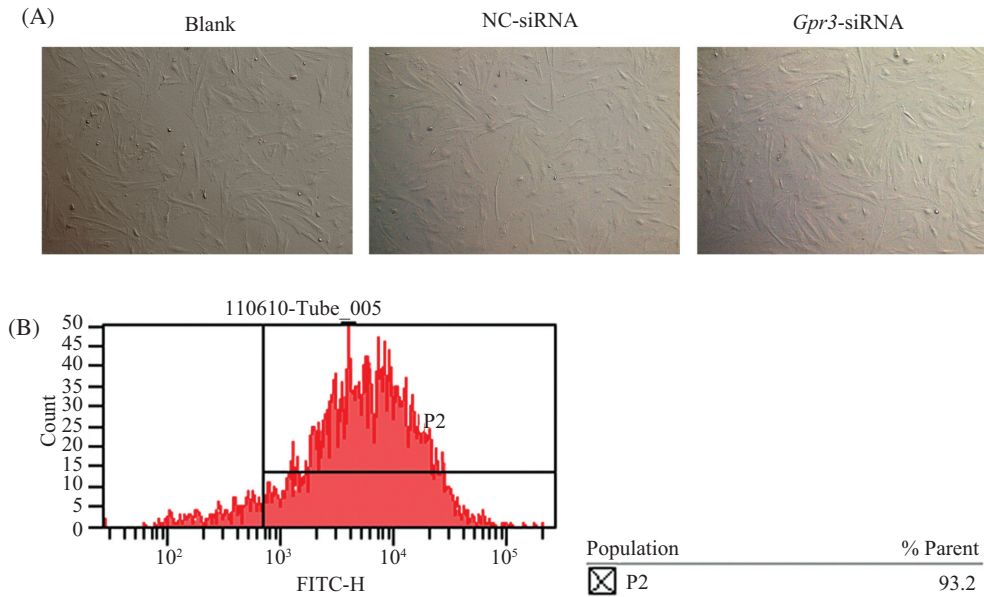 (A)
Blank
NC-siRNA
Gpr3-siRNA
(B)
110610-Tube_005
50
45
40
35
30
25
20
15
10
5
0
Count
P2
10²
10³
10⁴
10⁵
FITC-H
Population % Parent
P2 93.2